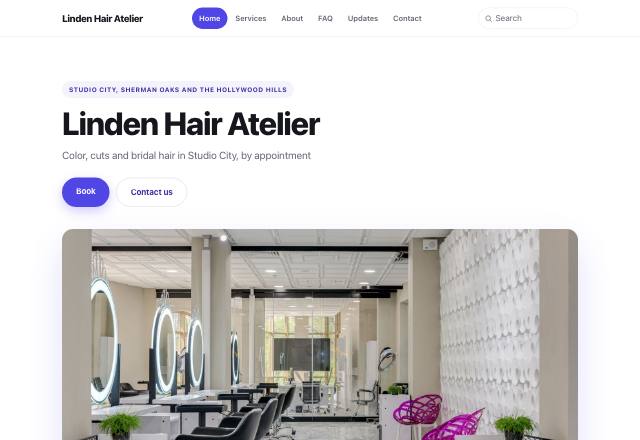 Linden Hair Atelier
Home
Services
About
FAQ
Updates
Contact
Search
STUDIO CITY, SHERMAN OAKS AND THE HOLLYWOOD HILLS
Linden Hair Atelier
Color, cuts and bridal hair in Studio City, by appointment
Book
Contact us